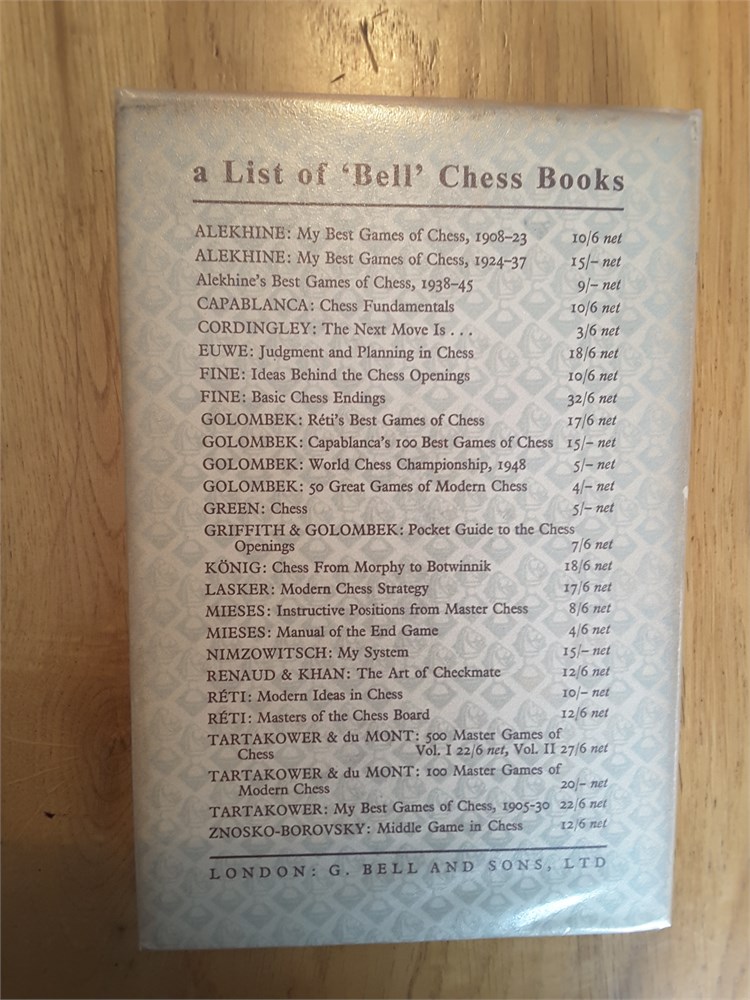 a List of ‘Bell’ Chess Books
ALEKHINE: My Best Games of Chess, 1908–23 10/6 net
ALEKHINE: My Best Games of Chess, 1924–37 15/– net
Alekhine's Best Games of Chess, 1938–45 9/– net
CAPABLANCA: Chess Fundamentals 10/6 net
CORDINGLEY: The Next Move Is . . . 3/6 net
EUWE: Judgment and Planning in Chess 18/6 net
FINE: Ideas Behind the Chess Openings 10/6 net
FINE: Basic Chess Endings 32/6 net
GOLOMBEK: Réti's Best Games of Chess 17/6 net
GOLOMBEK: Capablanca's 100 Best Games of Chess 15/– net
GOLOMBEK: World Chess Championship, 1948 5/– net
GOLOMBEK: 50 Great Games of Modern Chess 4/– net
GREEN: Chess 5/– net
GRIFFITH & GOLOMBEK: Pocket Guide to the Chess
Openings 7/6 net
KÖNIG: Chess From Morphy to Botwinnik 18/6 net
LASKER: Modern Chess Strategy 17/6 net
MIESES: Instructive Positions from Master Chess 8/6 net
MIESES: Manual of the End Game 4/6 net
NIMZOWITSCH: My System 15/– net
RENAUD & KHAN: The Art of Checkmate 12/6 net
RÉTI: Modern Ideas in Chess 10/– net
RÉTI: Masters of the Chess Board 12/6 net
TARTAKOWER & du MONT: 500 Master Games of
Chess Vol. I 22/6 net, Vol. II 27/6 net
TARTAKOWER & du MONT: 100 Master Games of
Modern Chess 20/– net
TARTAKOWER: My Best Games of Chess, 1905-30 22/6 net
ZNOSKO-BOROVSKY: Middle Game in Chess 12/6 net
LONDON: G. BELL AND SONS, LTD